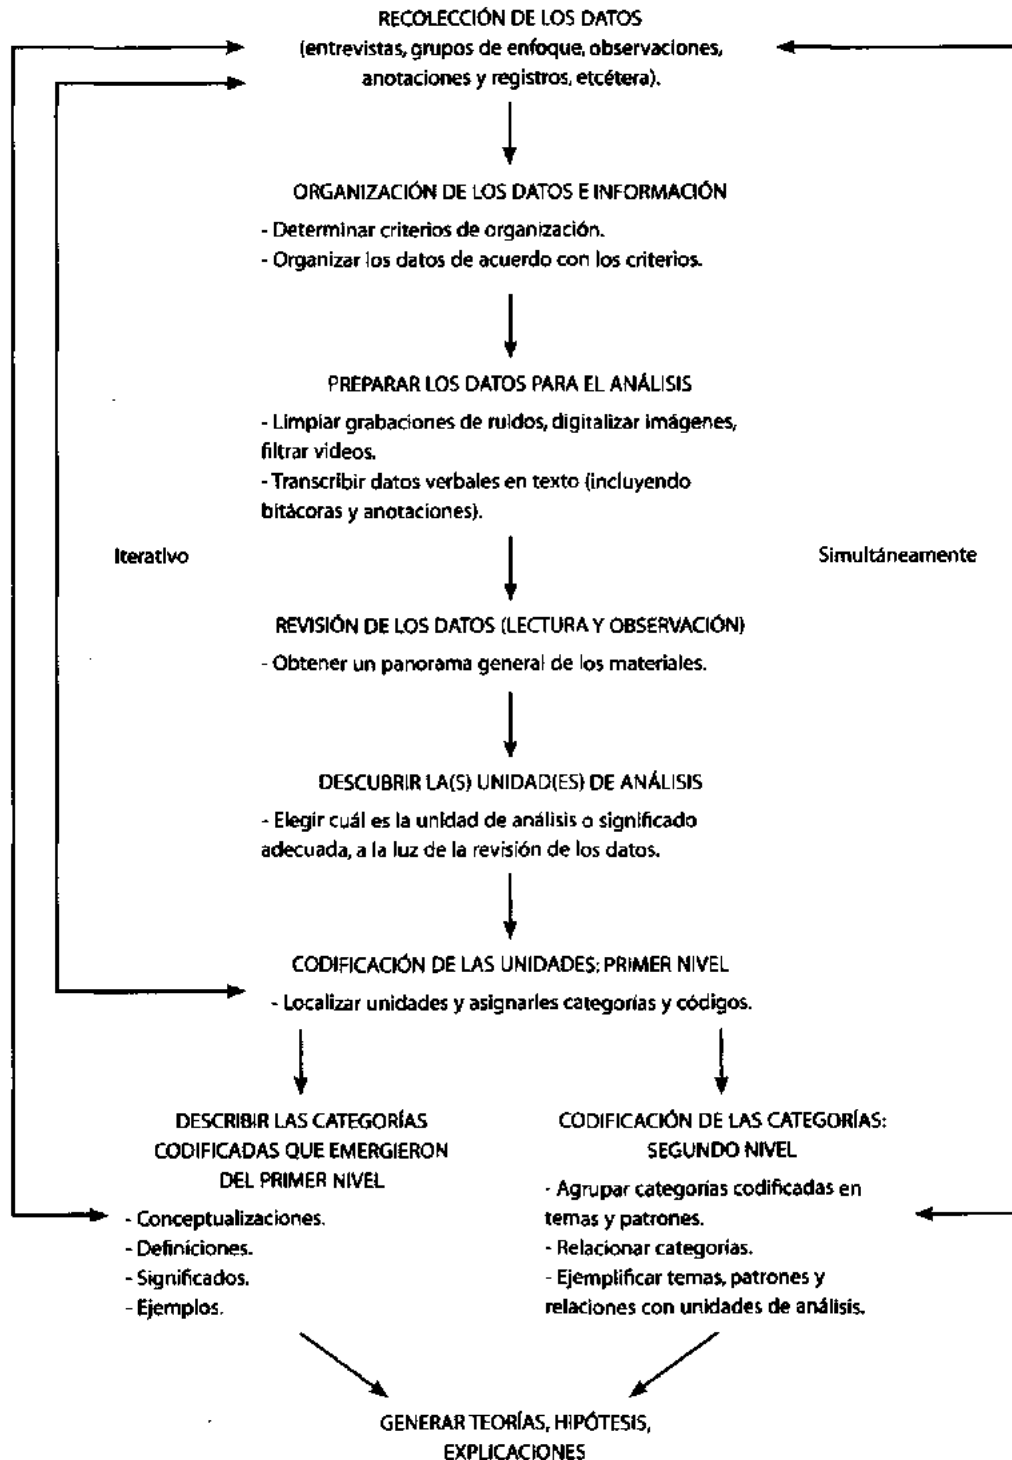 RECOLECCIÓN DE LOS DATOS
(entrevistas, grupos de enfoque, observaciones,
anotaciones y registros, etcétera).
ORGANIZACIÓN DE LOS DATOS E INFORMACIÓN
- Determinar criterios de organización.
- Organizar los datos de acuerdo con los criterios.
PREPARAR LOS DATOS PARA EL ANÁLISIS
- Limpiar grabaciones de ruidos, digitalizar imágenes,
filtrar videos.
- Transcribir datos verbales en texto (incluyendo
bitácoras y anotaciones).
Iterativo
Simultáneamente
REVISIÓN DE LOS DATOS (LECTURA Y OBSERVACIÓN)
- Obtener un panorama general de los materiales.
DESCUBRIR LA(S) UNIDAD(ES) DE ANÁLISIS
- Elegir cuál es la unidad de análisis o significado
adecuada, a la luz de la revisión de los datos.
CODIFICACIÓN DE LAS UNIDADES: PRIMER NIVEL
- Localizar unidades y asignarles categorías y códigos.
DESCRIBIR LAS CATEGORÍAS
CODIFICADAS QUE EMERGIERON
DEL PRIMER NIVEL
- Conceptualizaciones.
- Definiciones.
- Significados.
- Ejemplos.
CODIFICACIÓN DE LAS CATEGORÍAS:
SEGUNDO NIVEL
- Agrupar categorías codificadas en
temas y patrones.
- Relacionar categorías.
- Ejemplificar temas, patrones y
relaciones con unidades de análisis.
GENERAR TEORÍAS, HIPÓTESIS,
EXPLICACIONES